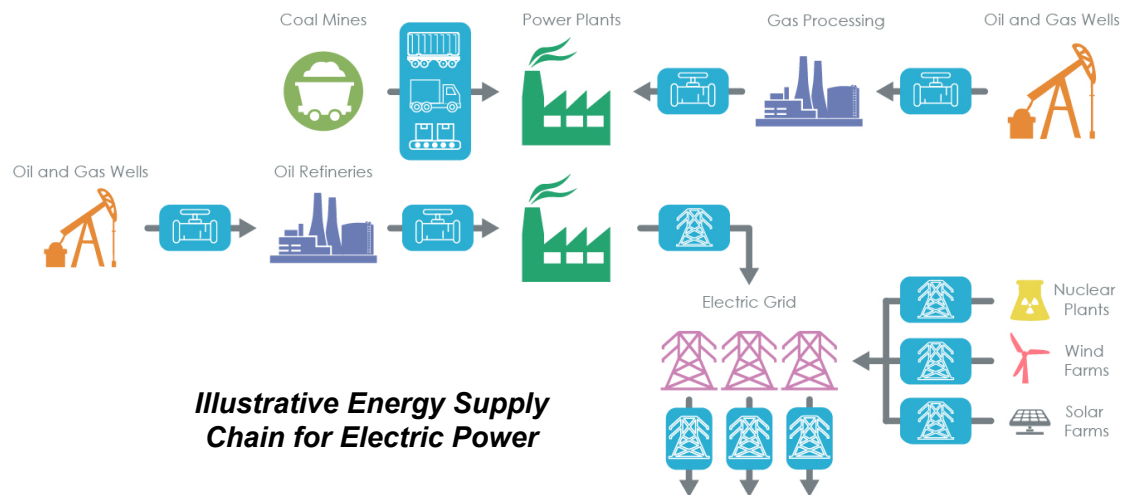 Coal Mines
Power Plants
Gas Processing
Oil and Gas Wells
Oil and Gas Wells
Oil Refineries
Electric Grid
Nuclear
Plants
Wind
Farms
Solar
Farms
Illustrative Energy Supply
Chain for Electric Power